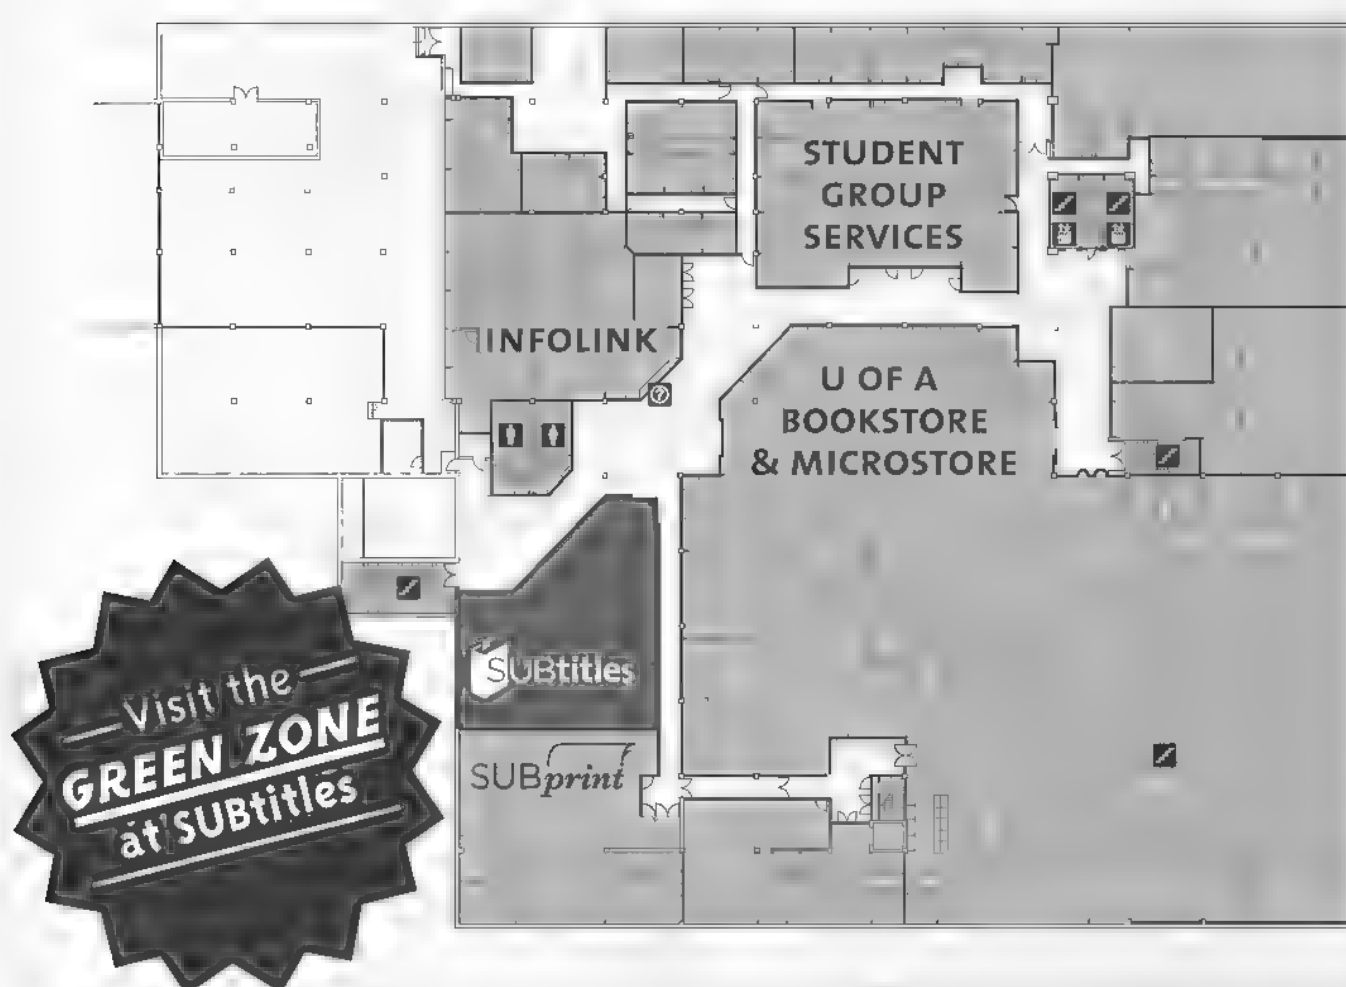 STUDENT
GROUP
SERVICES
INFOLINK
?
U OF A
BOOKSTORE
& MICROSTORE
SUBtitles
SUBprint
Visit the
GREEN ZONE
at SUBtitles